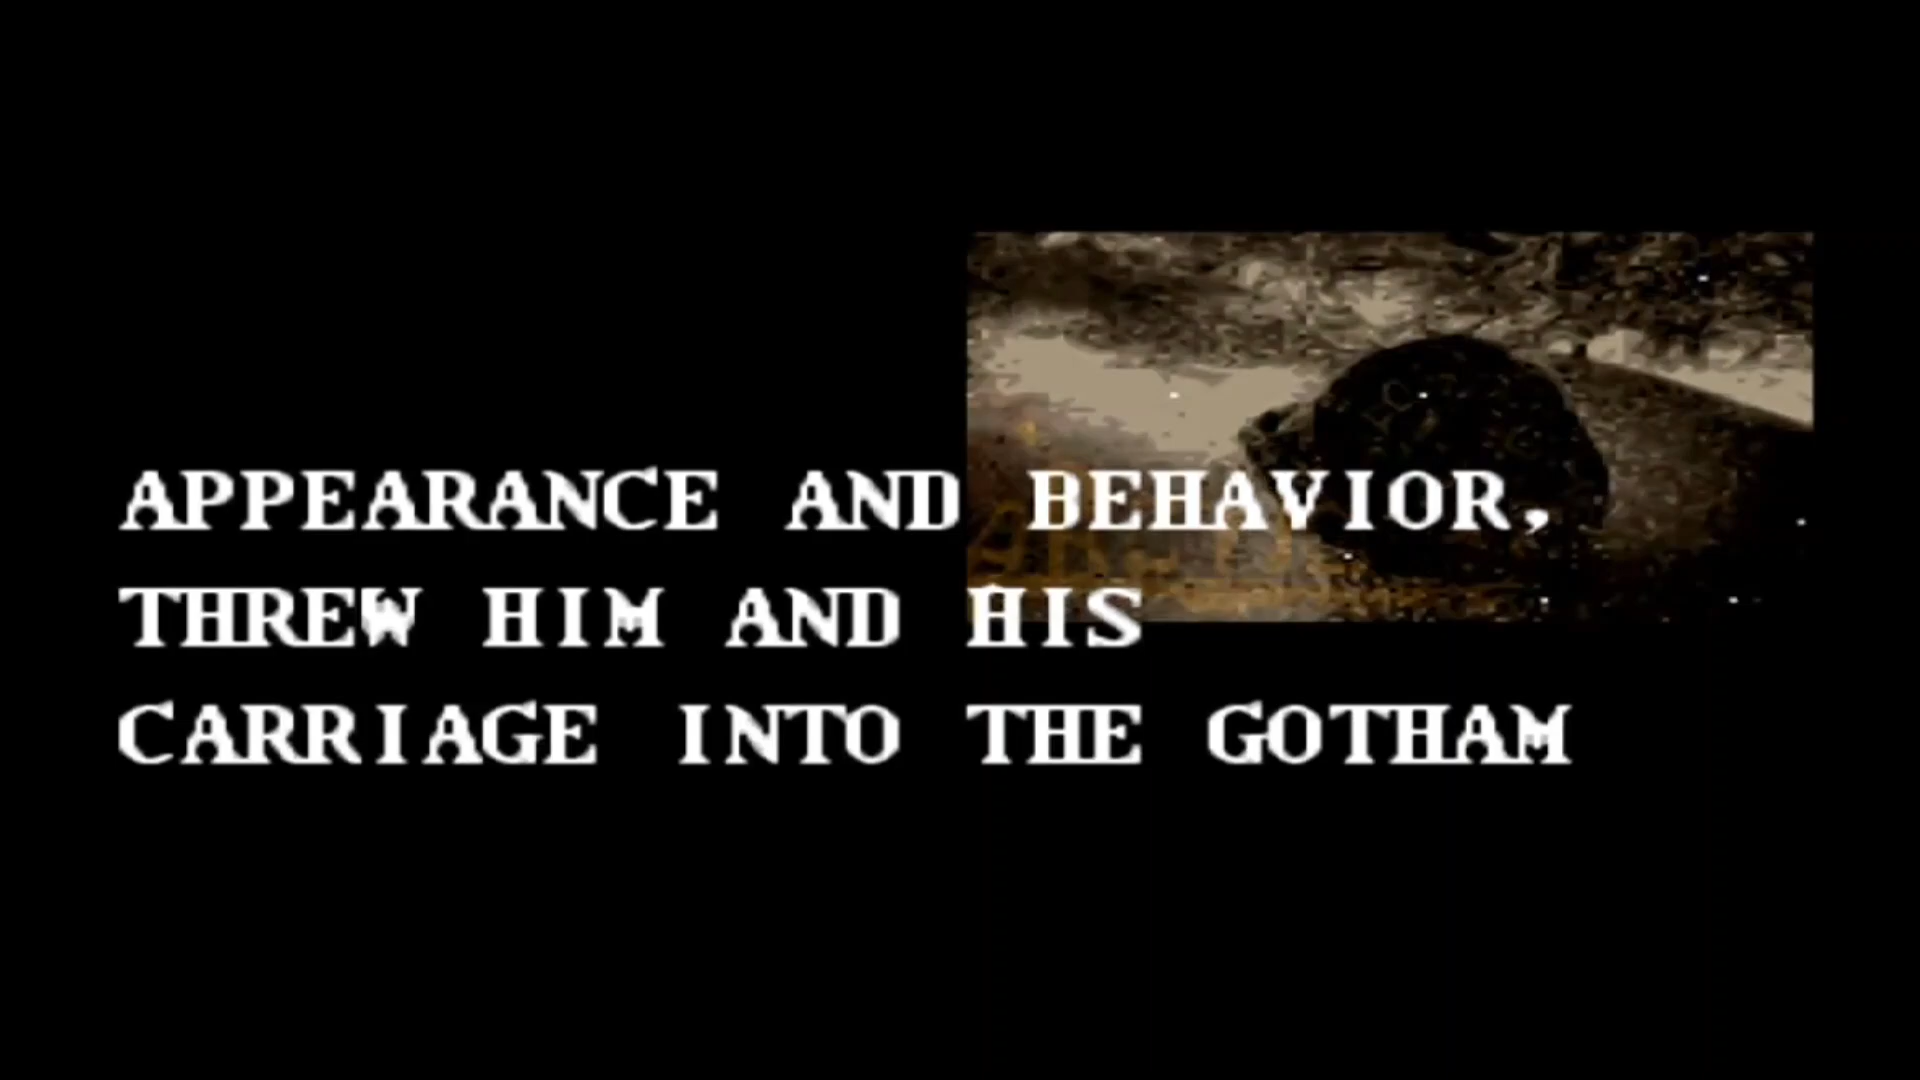 APPEARANCE AND BEHAVIOR,
THREW HIM AND HIS
CARRIAGE INTO THE GOTHAM